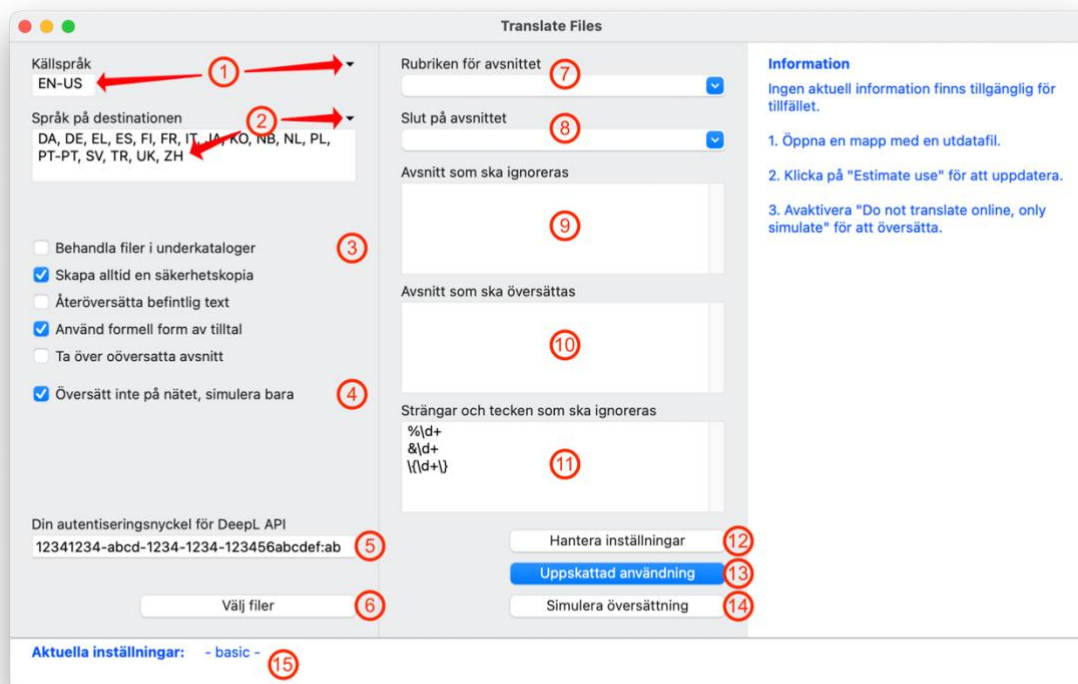 Translate Files
Källspråk
1
EN-US
Språk på destinationen
2
DA, DE, EL, ES, FI, FR, IT, JA, KO, NB, NL, PL,
PT-PT, SV, TR, UK, ZH
Behandla filer i underkataloger
3
Skapa alltid en säkerhetskopia
Återöversätta befintlig text
Använd formell form av tilltal
Ta över oöversatta avsnitt
Översätt inte på nätet, simulera bara
4
Din autentiseringsnyckel för DeepL API
12341234-abcd-1234-1234-123456abcdef:ab
5
Välj filer
6
Rubriken för avsnittet
7
Slut på avsnittet
8
Avsnitt som ska ignoreras
9
Avsnitt som ska översättas
10
Strängar och tecken som ska ignoreras
%\d+
&\d+
\{\d+\}
11
Hantera inställningar
12
Uppskattad användning
13
Simulera översättning
14
Information
Ingen aktuell information finns tillgänglig för
tillfället.
1. Öppna en mapp med en utdatafil.
2. Klicka på "Estimate use" för att uppdatera.
3. Avaktivera "Do not translate online, only
simulate" för att översätta.
Aktuella inställningar: - basic -
15